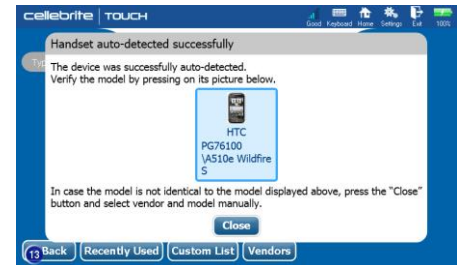 cellebrite TOUCH
Good Keyboard Home Settings Exit 100%
Handset auto-detected successfully
Typ
The device was successfully auto-detected.
Verify the model by pressing on its picture below.
HTC
PG76100
\A510e Wildfire
S
In case the model is not identical to the model displayed above, press the "Close"
button and select vendor and model manually.
Close
13 Back Recently Used Custom List Vendors